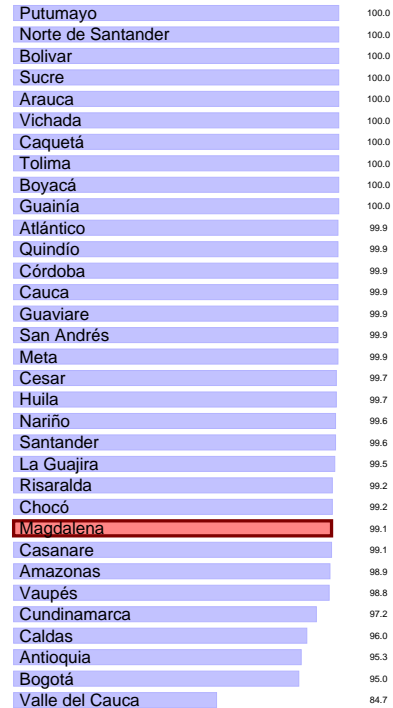 Putumayo 100.0
Norte de Santander 100.0
Bolivar 100.0
Sucre 100.0
Arauca 100.0
Vichada 100.0
Caquetá 100.0
Tolima 100.0
Boyacá 100.0
Guainía 100.0
Atlántico 99.9
Quindío 99.9
Córdoba 99.9
Cauca 99.9
Guaviare 99.9
San Andrés 99.9
Meta 99.9
Cesar 99.7
Huila 99.7
Nariño 99.6
Santander 99.6
La Guajira 99.5
Risaralda 99.2
Chocó 99.2
Magdalena 99.1
Casanare 99.1
Amazonas 98.9
Vaupés 98.8
Cundinamarca 97.2
Caldas 96.0
Antioquia 95.3
Bogotá 95.0
Valle del Cauca 84.7